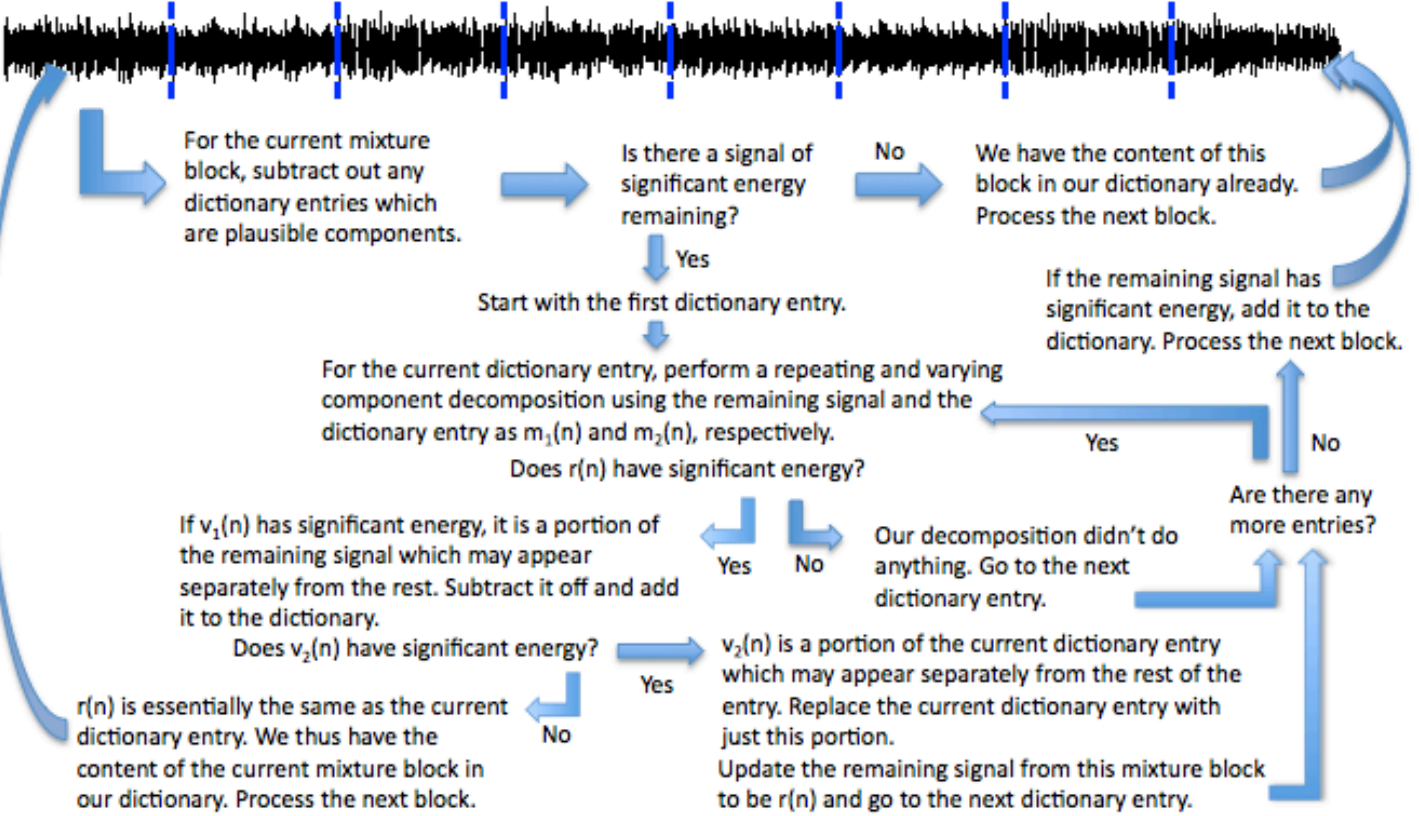 For the current mixture
block, subtract out any
dictionary entries which
are plausible components.
Is there a signal of
significant energy
remaining?
No
We have the content of this
block in our dictionary already.
Process the next block.
Yes
Start with the first dictionary entry.
If the remaining signal has
significant energy, add it to the
dictionary. Process the next block.
For the current dictionary entry, perform a repeating and varying
component decomposition using the remaining signal and the
dictionary entry as m₁(n) and m₂(n), respectively.
Does r(n) have significant energy?
Yes
No
Are there any
more entries?
If v₁(n) has significant energy, it is a portion of
the remaining signal which may appear
separately from the rest. Subtract it off and add
it to the dictionary.
Yes
No
Our decomposition didn't do
anything. Go to the next
dictionary entry.
Does v₂(n) have significant energy?
Yes
v₂(n) is a portion of the current dictionary entry
which may appear separately from the rest of the
entry. Replace the current dictionary entry with
just this portion.
Update the remaining signal from this mixture block
to be r(n) and go to the next dictionary entry.
No
r(n) is essentially the same as the current
dictionary entry. We thus have the
content of the current mixture block in
our dictionary. Process the next block.